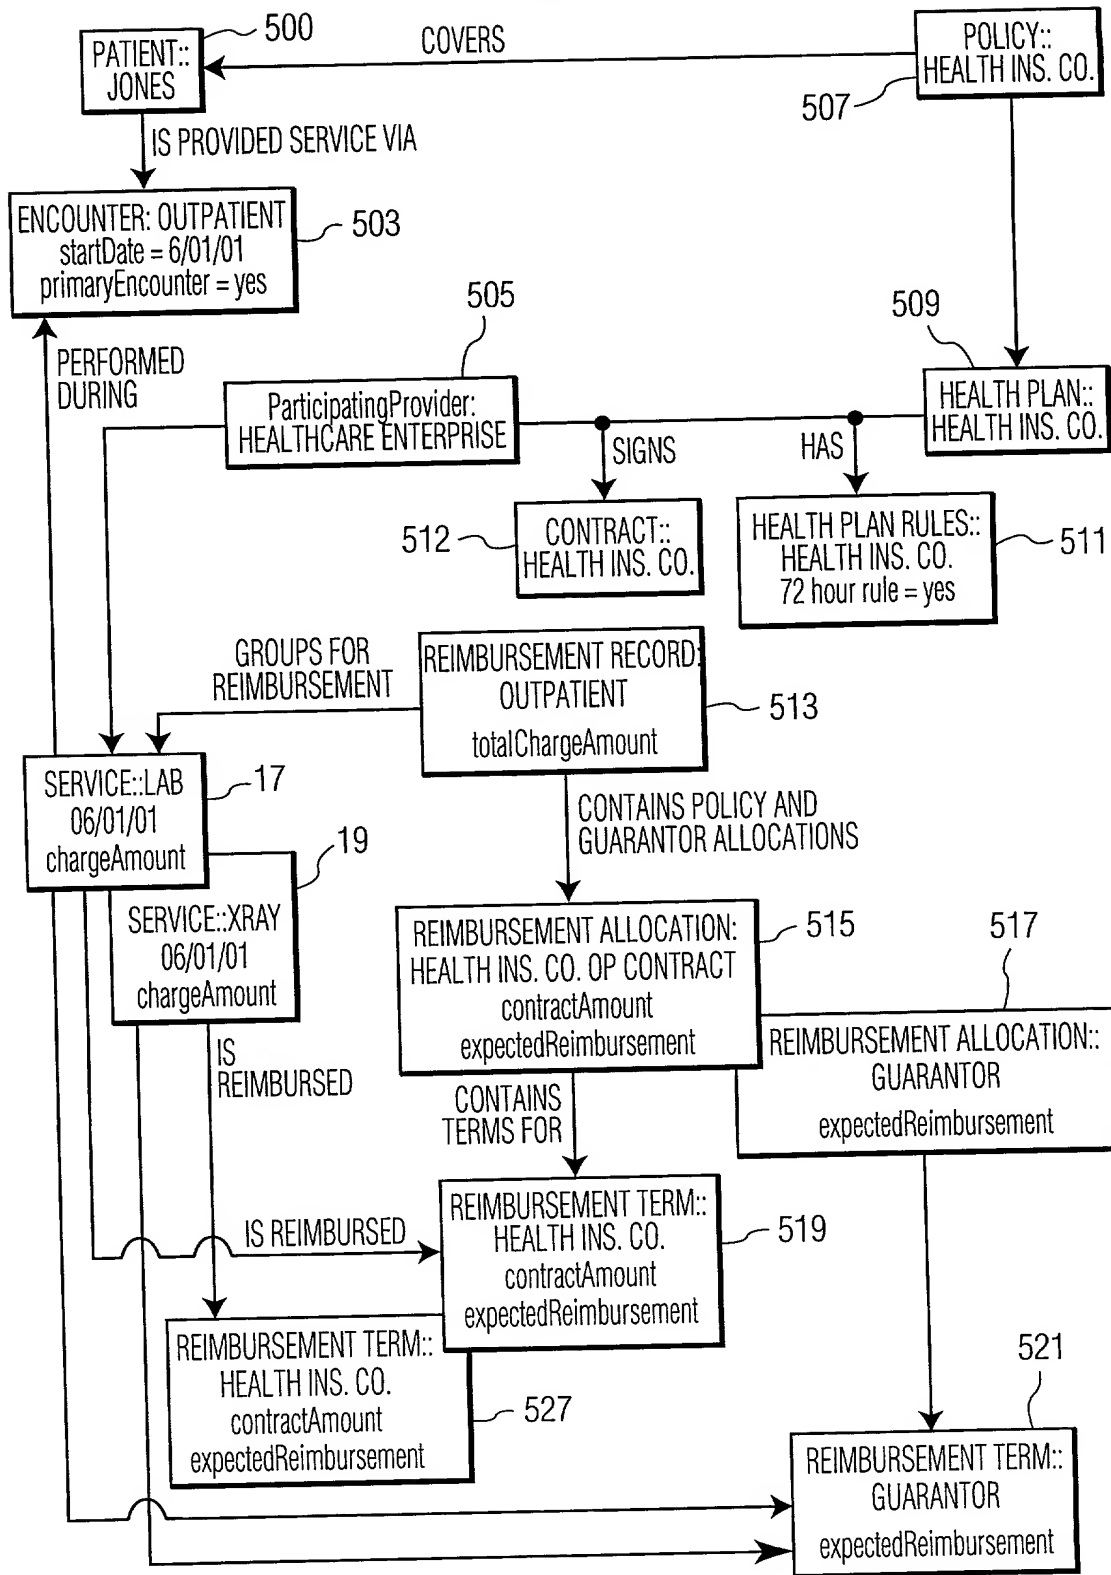 500
PATIENT::
JONES
COVERS
POLICY::
HEALTH INS. CO.
507
IS PROVIDED SERVICE VIA
ENCOUNTER: OUTPATIENT
startDate = 6/01/01
primaryEncounter = yes
503
PERFORMED
DURING
505
ParticipatingProvider:
HEALTHCARE ENTERPRISE
509
HEALTH PLAN::
HEALTH INS. CO.
SIGNS
HAS
512
CONTRACT::
HEALTH INS. CO.
HEALTH PLAN RULES::
HEALTH INS. CO.
72 hour rule = yes
511
GROUPS FOR
REIMBURSEMENT
REIMBURSEMENT RECORD:
OUTPATIENT
totalChargeAmount
513
SERVICE::LAB
06/01/01
chargeAmount
17
CONTAINS POLICY AND
GUARANTOR ALLOCATIONS
19
SERVICE::XRAY
06/01/01
chargeAmount
REIMBURSEMENT ALLOCATION:
HEALTH INS. CO. OP CONTRACT
contractAmount
expectedReimbursement
515
517
REIMBURSEMENT ALLOCATION::
GUARANTOR
expectedReimbursement
IS
REIMBURSED
CONTAINS
TERMS FOR
IS REIMBURSED
REIMBURSEMENT TERM::
HEALTH INS. CO.
contractAmount
expectedReimbursement
519
REIMBURSEMENT TERM::
HEALTH INS. CO.
contractAmount
expectedReimbursement
527
521
REIMBURSEMENT TERM::
GUARANTOR
expectedReimbursement